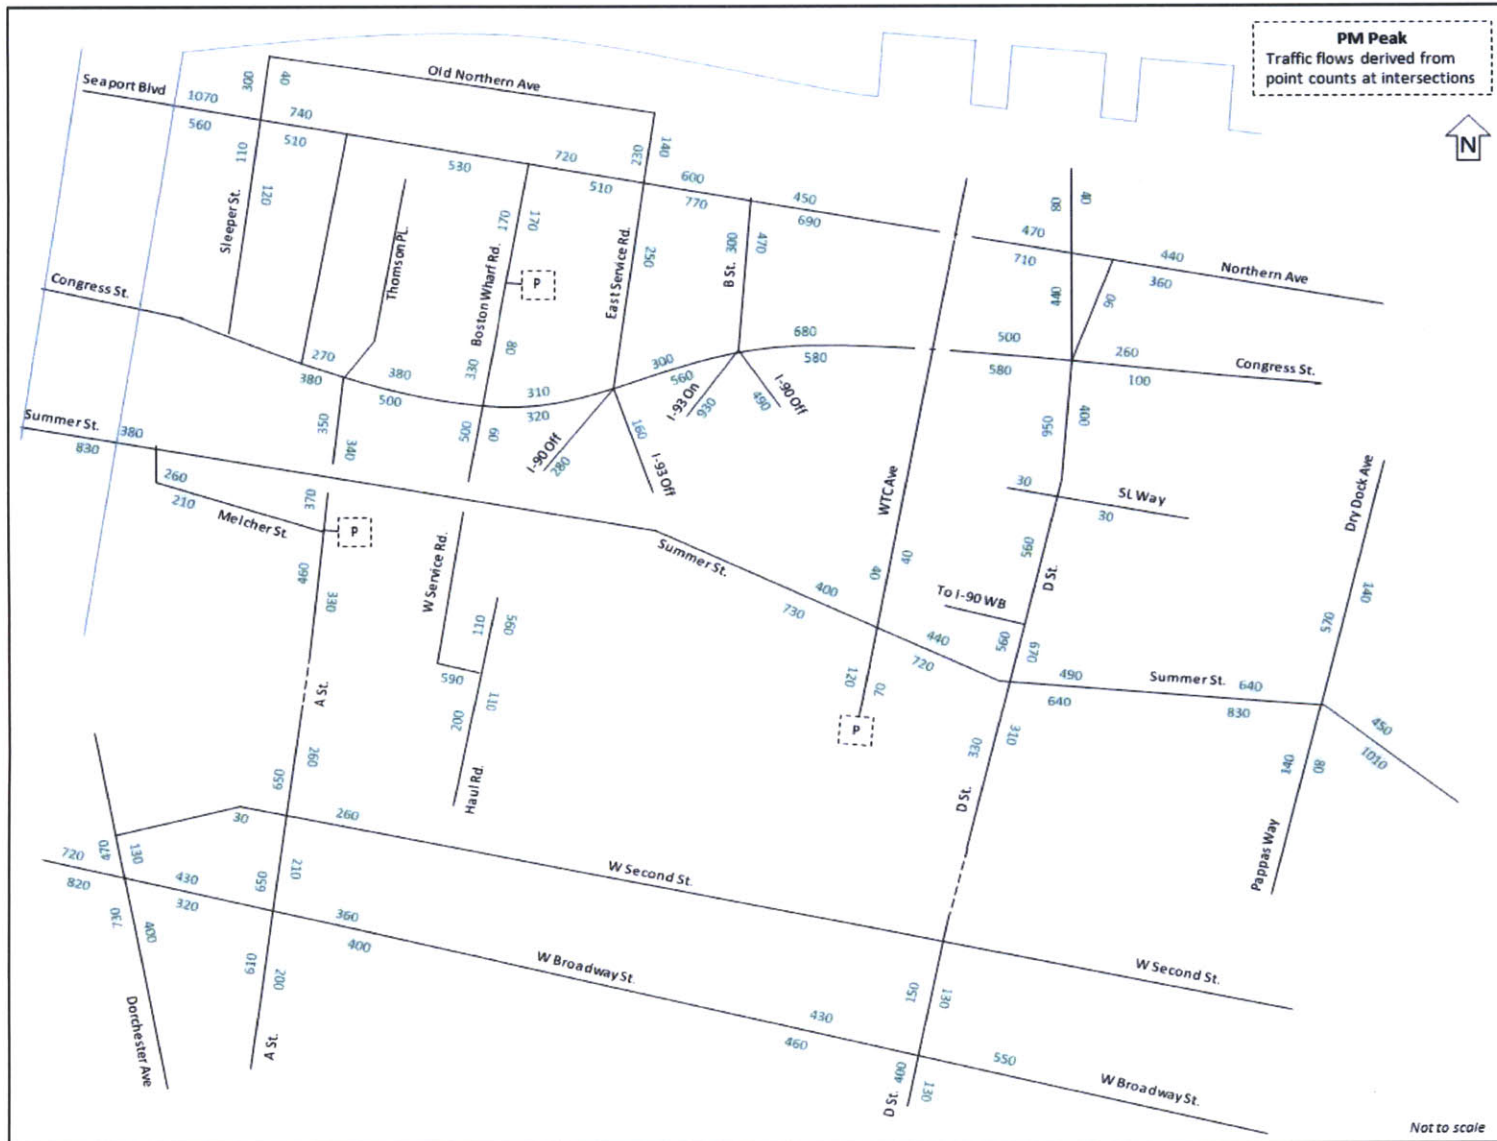 PM Peak
Traffic flows derived from
point counts at intersections
N
Seaport Blvd
1070
560
300
40
Old Northern Ave
740
510
110
120
Sleeper St.
530
720
510
230
140
600
770
450
690
470
710
80
40
440
360
Northern Ave
Thomson PL.
170
170
Boston Wharf Rd.
P
330
80
East Service Rd.
250
B St.
300
470
440
90
Congress St.
270
380
380
500
310
320
300
560
680
580
500
580
260
100
Congress St.
I-93 On
930
I-90 Off
490
I-90 Off
280
160
I-93 Off
350
340
500
60
950
400
Summer St.
830
380
260
210
Melcher St.
370
P
460
330
A St.
W Service Rd.
110
560
590
200
110
Haul Rd.
Summer St.
400
730
WTC Ave
40
40
440
720
120
70
P
30
SL Way
30
560
D St.
To I-90 WB
590
670
490
640
Summer St.
640
830
Dry Dock Ave
140
570
450
1010
140
80
Pappas Way
330
310
D St.
650
260
30
260
W Second St.
W Second St.
720
820
470
130
430
320
650
210
360
400
730
400
Dorchester Ave
610
200
A St.
W Broadway St.
430
460
150
130
550
W Broadway St.
400
130
D St.
Not to scale